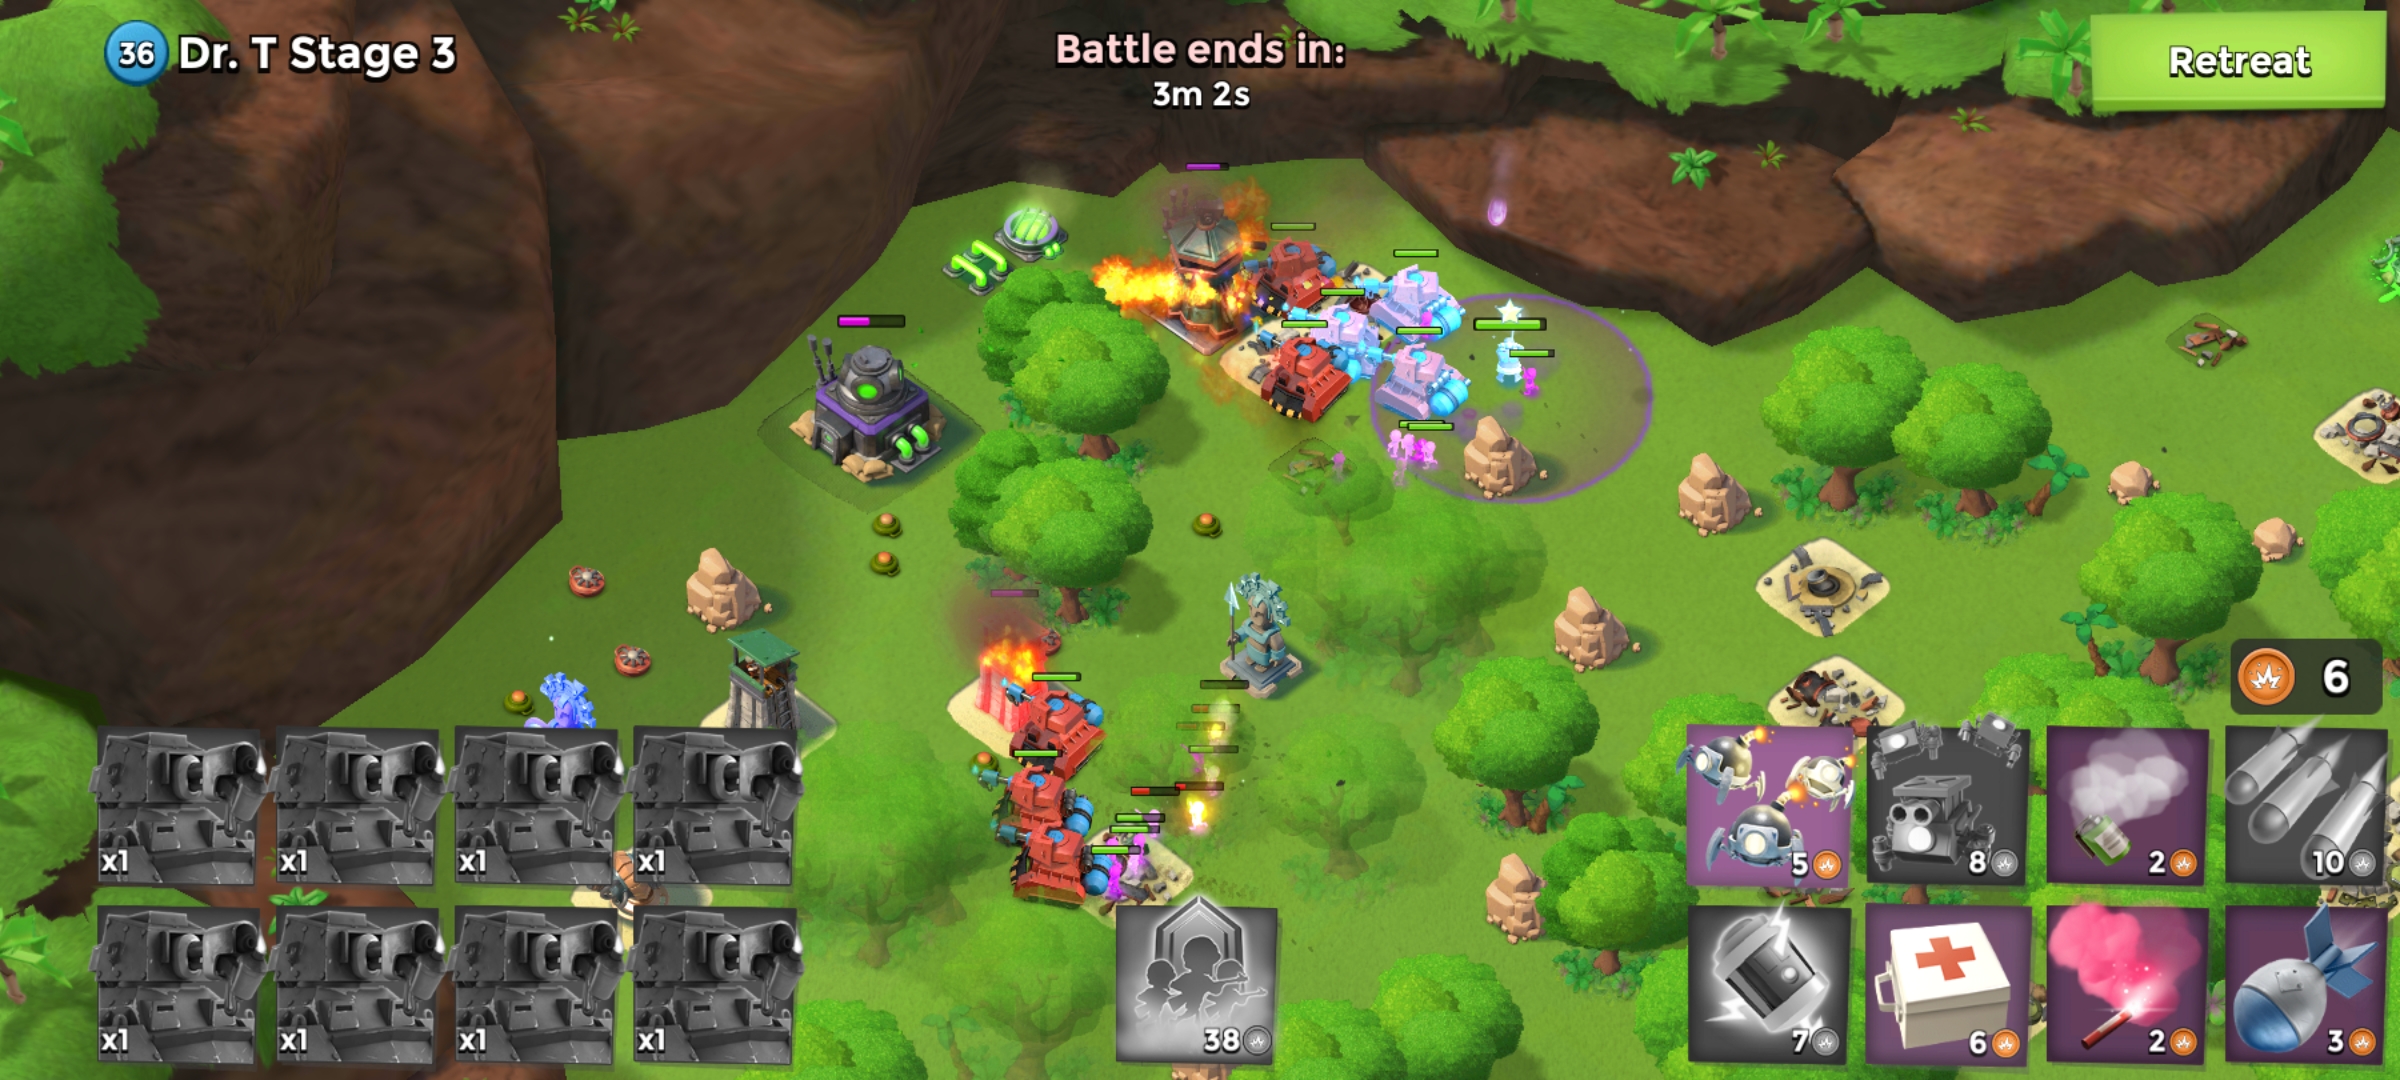 36 Dr. T Stage 3
Battle ends in:
3m 2s
Retreat
6
x1 x1 x1 x1
5 8 2 10
x1 x1 x1 x1
38
7 6 2 3